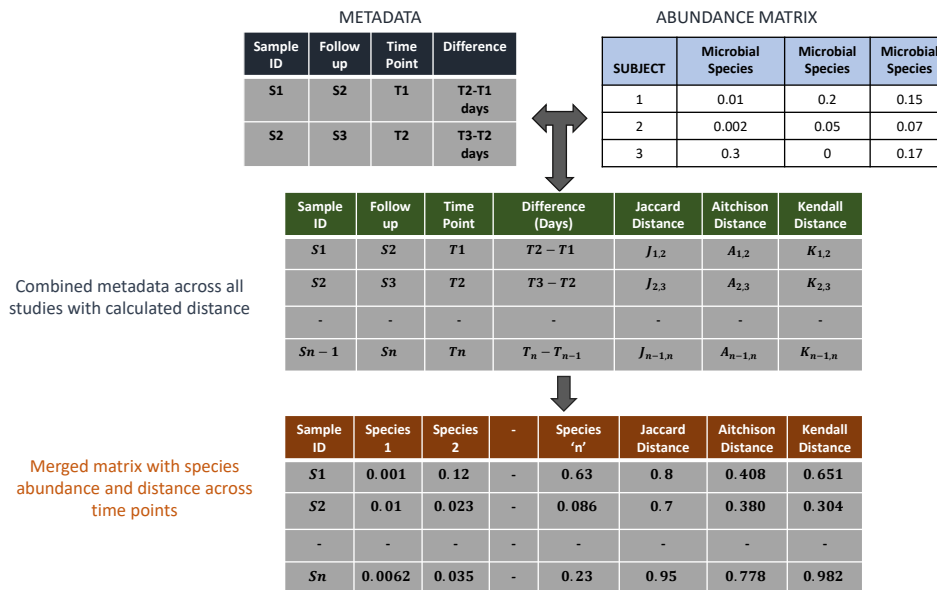 METADATA
Sample ID Follow up Time Point Difference
S1 S2 T1 T2-T1 days
S2 S3 T2 T3-T2 days
ABUNDANCE MATRIX
SUBJECT Microbial Species Microbial Species Microbial Species
1 0.01 0.2 0.15
2 0.002 0.05 0.07
3 0.3 0 0.17
Combined metadata across all
studies with calculated distance
Sample ID Follow up Time Point Difference (Days) Jaccard Distance Aitchison Distance Kendall Distance
S1 S2 T1 T2 − T1 J1,2 A1,2 K1,2
S2 S3 T2 T3 − T2 J2,3 A2,3 K2,3
- - - - - - -
Sn − 1 Sn Tn Tn − Tn−1 Jn−1,n An−1,n Kn−1,n
Merged matrix with species
abundance and distance across
time points
Sample ID Species 1 Species 2 - Species 'n' Jaccard Distance Aitchison Distance Kendall Distance
S1 0.001 0.12 - 0.63 0.8 0.408 0.651
S2 0.01 0.023 - 0.086 0.7 0.380 0.304
- - - - - - - -
Sn 0.0062 0.035 - 0.23 0.95 0.778 0.982